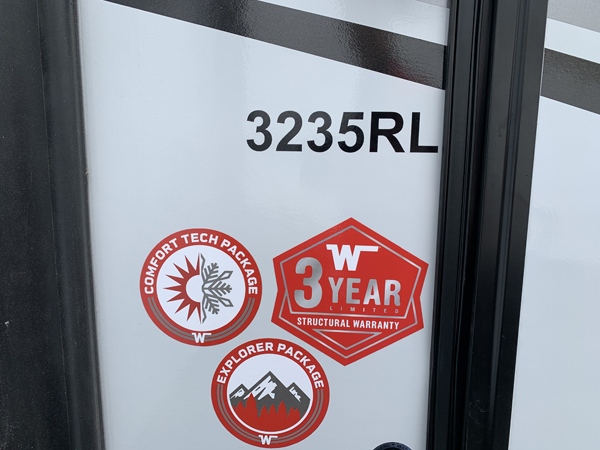 3235RL
COMFORT TECH PACKAGE
W
W
3 YEAR
LIMITED
STRUCTURAL WARRANTY
EXPLORER PACKAGE
W